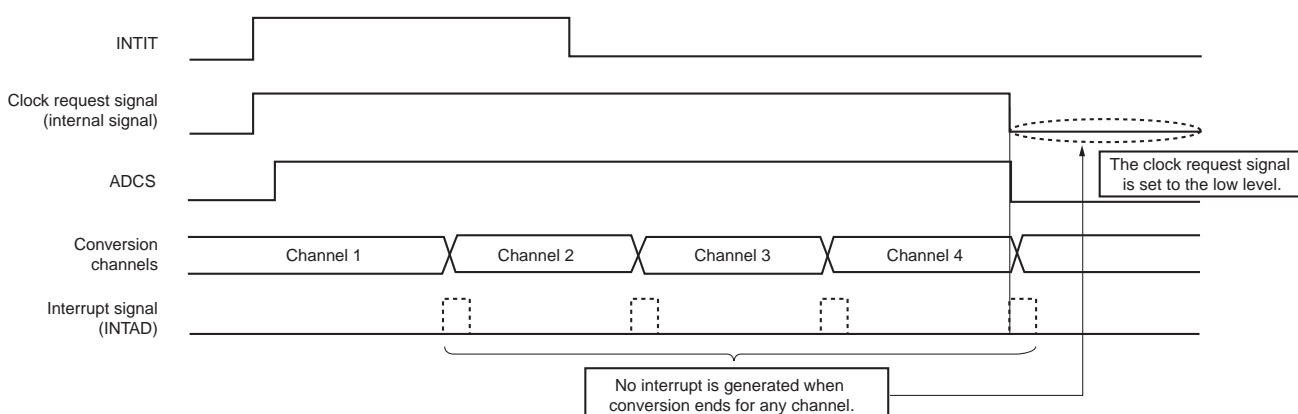 INTIT
Clock request signal
(internal signal)
The clock request signal
is set to the low level.
ADCS
Conversion
channels
Channel 1
Channel 2
Channel 3
Channel 4
Interrupt signal
(INTAD)
No interrupt is generated when
conversion ends for any channel.